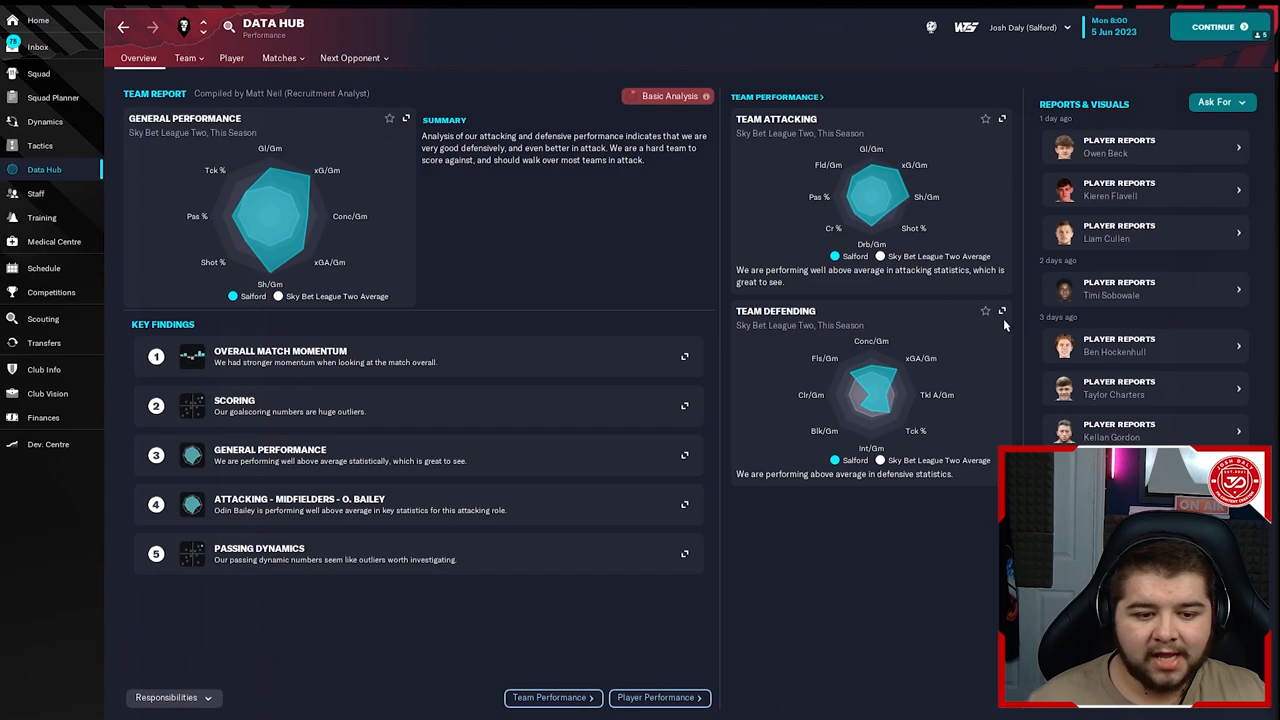 Home
75
Inbox
Squad
Squad Planner
Dynamics
Tactics
Data Hub
Staff
Training
Medical Centre
Schedule
Competitions
Scouting
Transfers
Club Info
Club Vision
Finances
Dev. Centre
DATA HUB
Performance
Josh Daly (Salford)
Mon 8:00
5 Jun 2023
CONTINUE
5
Overview
Team
Player
Matches
Next Opponent
TEAM REPORT Compiled by Matt Neil (Recruitment Analyst)
Basic Analysis
GENERAL PERFORMANCE
Sky Bet League Two, This Season
Gl/Gm
Tck %
xG/Gm
Pas %
Conc/Gm
Shot %
xGA/Gm
Sh/Gm
Salford
Sky Bet League Two Average
SUMMARY
Analysis of our attacking and defensive performance indicates that we are
very good defensively, and even better in attack. We are a hard team to
score against, and should walk over most teams in attack.
KEY FINDINGS
1
OVERALL MATCH MOMENTUM
We had stronger momentum when looking at the match overall.
2
SCORING
Our goalscoring numbers are huge outliers.
3
GENERAL PERFORMANCE
We are performing well above average statistically, which is great to see.
4
ATTACKING - MIDFIELDERS - O. BAILEY
Odin Bailey is performing well above average in key statistics for this attacking role.
5
PASSING DYNAMICS
Our passing dynamic numbers seem like outliers worth investigating.
Responsibilities
Team Performance >
Player Performance >
TEAM PERFORMANCE >
TEAM ATTACKING
Sky Bet League Two, This Season
Gl/Gm
Fld/Gm
xG/Gm
Pas %
Sh/Gm
Cr %
Shot %
Drb/Gm
Salford
Sky Bet League Two Average
We are performing well above average in attacking statistics, which is
great to see.
TEAM DEFENDING
Sky Bet League Two, This Season
Conc/Gm
Fls/Gm
xGA/Gm
Clr/Gm
Tkl A/Gm
Blk/Gm
Tck %
Int/Gm
Salford
Sky Bet League Two Average
We are performing above average in defensive statistics.
REPORTS & VISUALS
Ask For
1 day ago
PLAYER REPORTS
Owen Beck
PLAYER REPORTS
Kieren Flavell
PLAYER REPORTS
Liam Cullen
2 days ago
PLAYER REPORTS
Timi Sobowale
3 days ago
PLAYER REPORTS
Ben Hockenhull
PLAYER REPORTS
Taylor Charters
PLAYER REPORTS
Kellan Gordon
JOSH DALY
JD
ON AIR